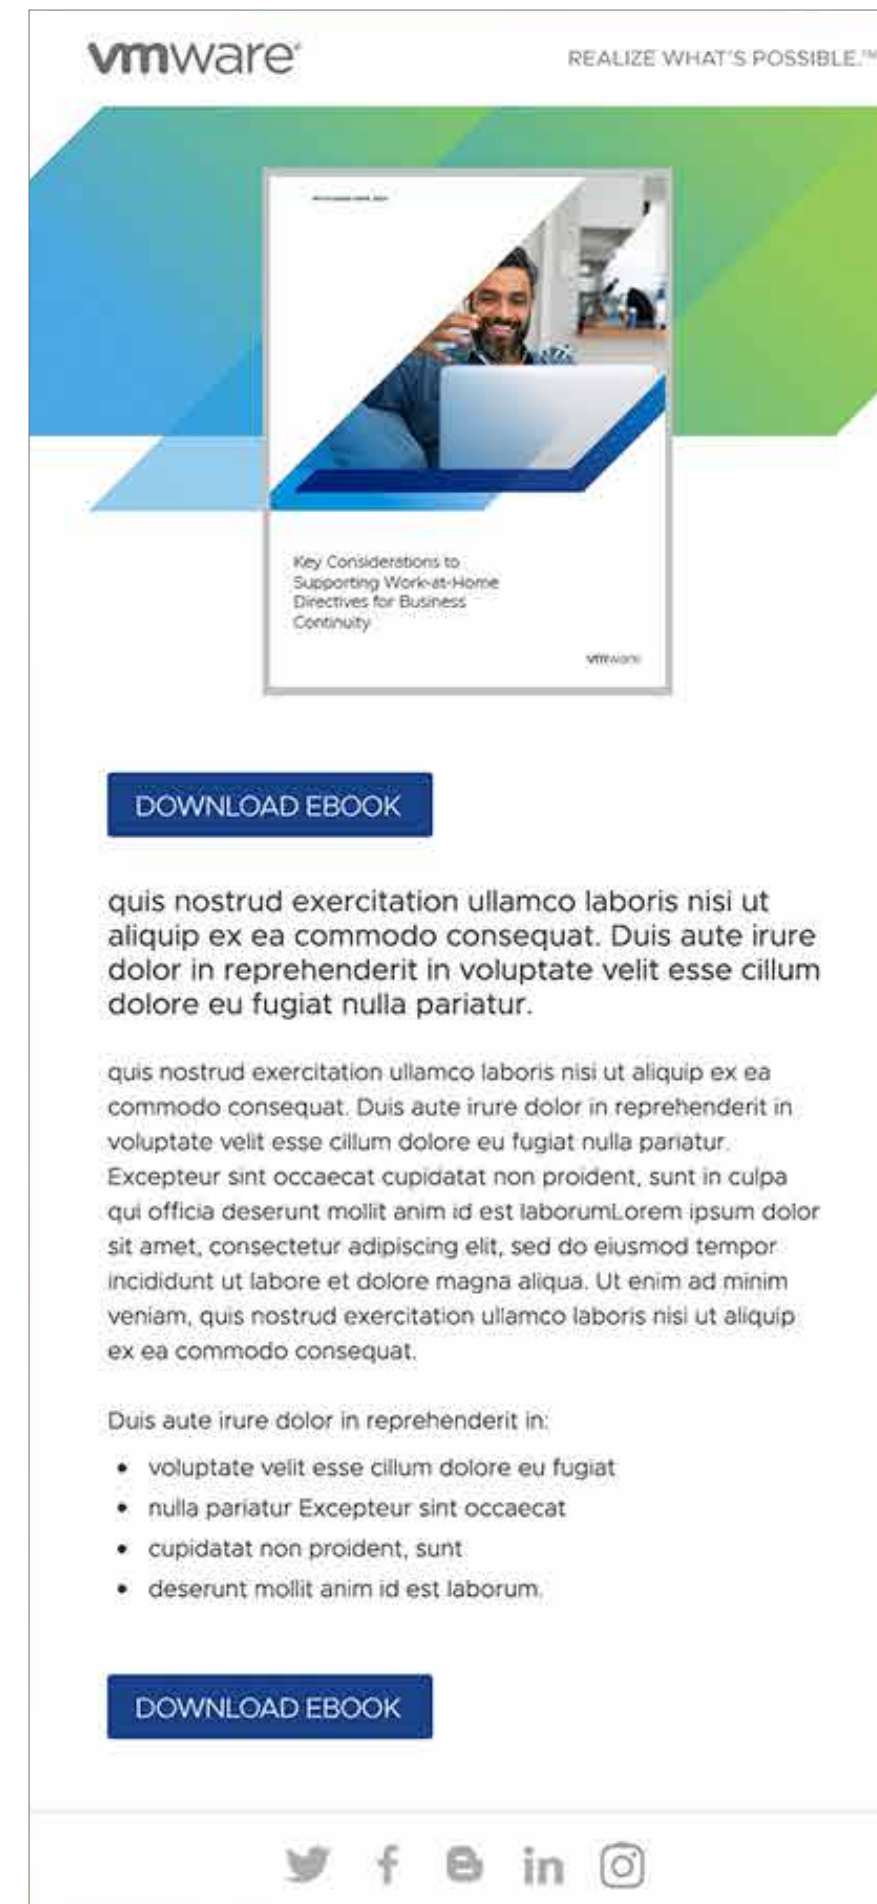 vmware®
REALIZE WHAT'S POSSIBLE.™
Key Considerations to
Supporting Work-at-Home
Directives for Business
Continuity
vmware
DOWNLOAD EBOOK
quis nostrud exercitation ullamco laboris nisi ut
aliquip ex ea commodo consequat. Duis aute irure
dolor in reprehenderit in voluptate velit esse cillum
dolore eu fugiat nulla pariatur.
quis nostrud exercitation ullamco laboris nisi ut aliquip ex ea
commodo consequat. Duis aute irure dolor in reprehenderit in
voluptate velit esse cillum dolore eu fugiat nulla pariatur.
Excepteur sint occaecat cupidatat non proident, sunt in culpa
qui officia deserunt mollit anim id est laborumLorem ipsum dolor
sit amet, consectetur adipiscing elit, sed do eiusmod tempor
incididunt ut labore et dolore magna aliqua. Ut enim ad minim
veniam, quis nostrud exercitation ullamco laboris nisi ut aliquip
ex ea commodo consequat.
Duis aute irure dolor in reprehenderit in:
• voluptate velit esse cillum dolore eu fugiat
• nulla pariatur Excepteur sint occaecat
• cupidatat non proident, sunt
• deserunt mollit anim id est laborum.
DOWNLOAD EBOOK